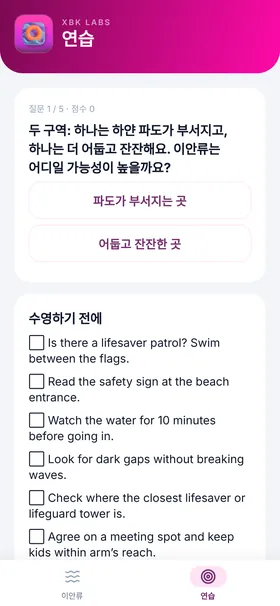 XBK LABS
연습
질문 1 / 5 · 점수 0
두 구역: 하나는 하얀 파도가 부서지고,
하나는 더 어둡고 잔잔해요. 이안류는
어디일 가능성이 높을까요?
파도가 부서지는 곳
어둡고 잔잔한 곳
수영하기 전에
Is there a lifesaver patrol? Swim
between the flags.
Read the safety sign at the beach
entrance.
Watch the water for 10 minutes
before going in.
Look for dark gaps without breaking
waves.
Check where the closest lifesaver or
lifeguard tower is.
Agree on a meeting spot and keep
kids within arm's reach.
이안류
연습